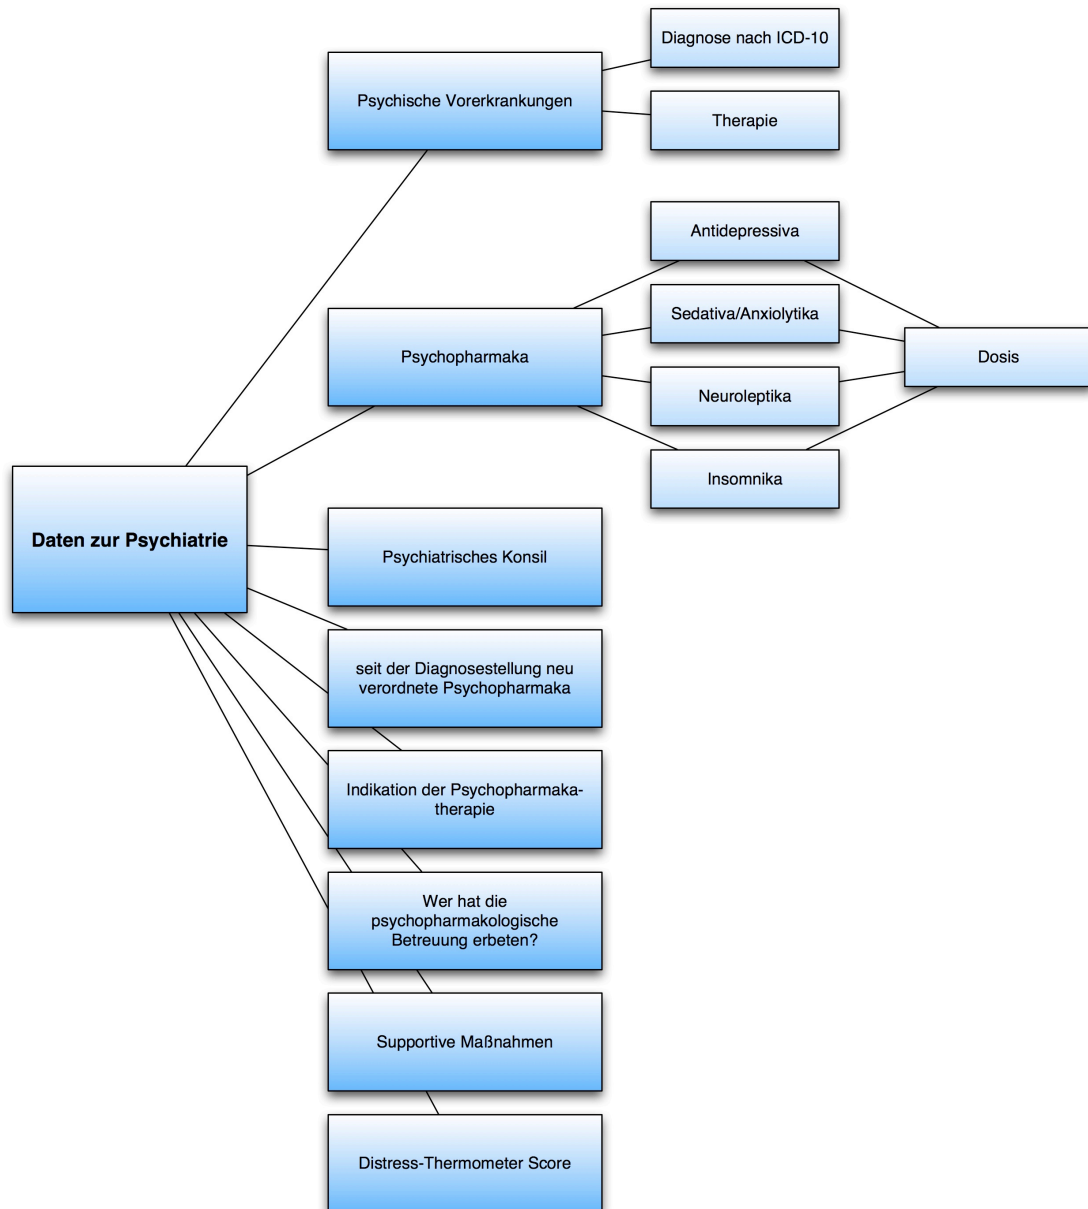 Diagnose nach ICD-10
Psychische Vorerkrankungen
Therapie
Antidepressiva
Sedativa/Anxiolytika
Psychopharmaka
Dosis
Neuroleptika
Insomnika
Daten zur Psychiatrie
Psychiatrisches Konsil
seit der Diagnosestellung neu
verordnete Psychopharmaka
Indikation der Psychopharmaka-
therapie
Wer hat die
psychopharmakologische
Betreuung erbeten?
Supportive Maßnahmen
Distress-Thermometer Score